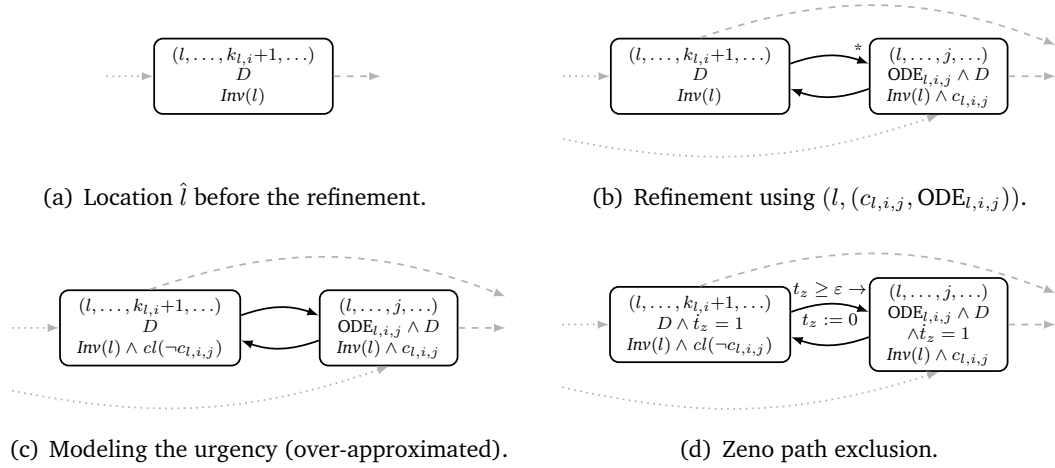 (l, …, k_{l,i}+1, …)
D
Inv(l)
(a) Location l̂ before the refinement.
(l, …, k_{l,i}+1, …)
D
Inv(l)
*
(l, …, j, …)
ODE_{l,i,j} ∧ D
Inv(l) ∧ c_{l,i,j}
(b) Refinement using (l, (c_{l,i,j}, ODE_{l,i,j})).
(l, …, k_{l,i}+1, …)
D
Inv(l) ∧ cl(¬c_{l,i,j})
(l, …, j, …)
ODE_{l,i,j} ∧ D
Inv(l) ∧ c_{l,i,j}
(c) Modeling the urgency (over-approximated).
(l, …, k_{l,i}+1, …)
D ∧ ṫ_z = 1
Inv(l) ∧ cl(¬c_{l,i,j})
t_z ≥ ε →
t_z := 0
(l, …, j, …)
ODE_{l,i,j} ∧ D
∧ṫ_z = 1
Inv(l) ∧ c_{l,i,j}
(d) Zeno path exclusion.